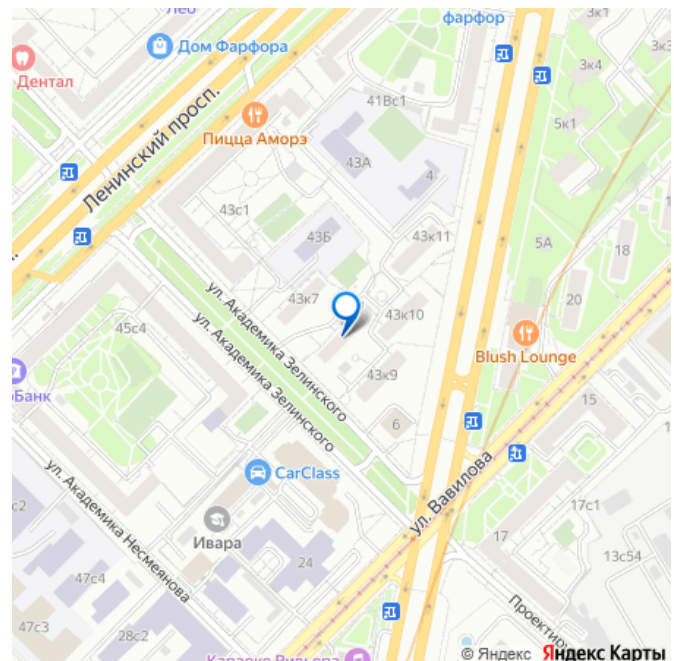 Лео
фарфор
3к1
Дом Фарфора
3к3
Дентал
3к4
41Вс1
5к1
Пицца Аморэ
Ленинский просп.
43А
4
43с1
43Б
43к11
5А
18
43к7
20
ул. Академика Зелинского
43к10
45с4
ул. Академика Зелинского
Blush Lounge
43к9
15
6
CarClass
ул. Вавилова
ул. Академика Несмеянова
17с1
Ивара
17
24
13с54
47с4
28с2
47с3
Караоке Ривьера
© Яндекс Яндекс Карты